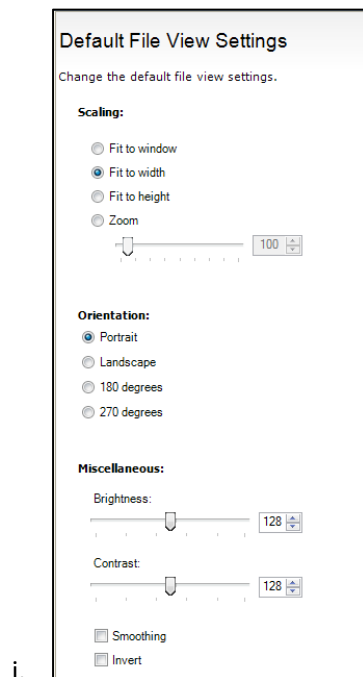 Default File View Settings
Change the default file view settings.
Scaling:
Fit to window
Fit to width
Fit to height
Zoom
100
Orientation:
Portrait
Landscape
180 degrees
270 degrees
Miscellaneous:
Brightness:
128
Contrast:
128
Smoothing
i. Invert